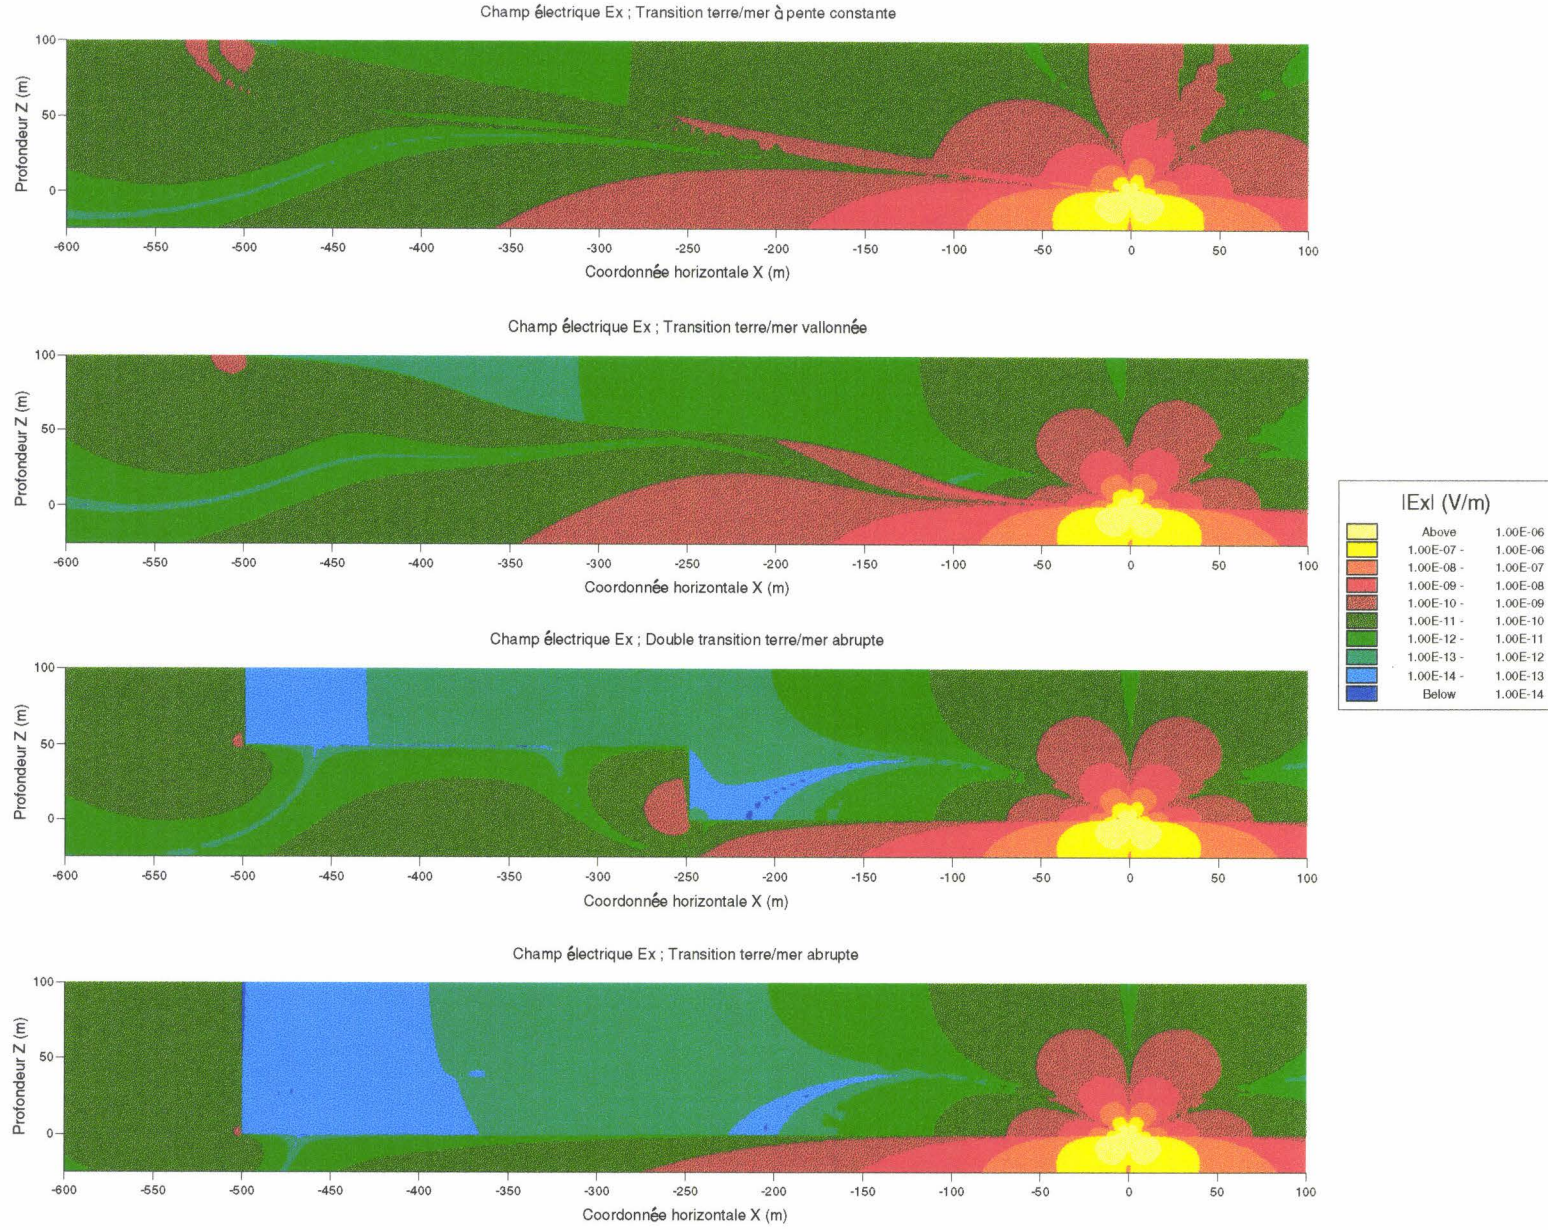 Champ électrique Ex ; Transition terre/mer à pente constante
Profondeur Z (m)
100
50
0
-600 -550 -500 -450 -400 -350 -300 -250 -200 -150 -100 -50 0 50 100
Coordonnée horizontale X (m)
Champ électrique Ex ; Transition terre/mer vallonnée
Profondeur Z (m)
100
50
0
-600 -550 -500 -450 -400 -350 -300 -250 -200 -150 -100 -50 0 50 100
Coordonnée horizontale X (m)
|Ex| (V/m)
Above 1.00E-06
1.00E-07 - 1.00E-06
1.00E-08 - 1.00E-07
1.00E-09 - 1.00E-08
1.00E-10 - 1.00E-09
1.00E-11 - 1.00E-10
1.00E-12 - 1.00E-11
1.00E-13 - 1.00E-12
1.00E-14 - 1.00E-13
Below 1.00E-14
Champ électrique Ex ; Double transition terre/mer abrupte
Profondeur Z (m)
100
50
0
-600 -550 -500 -450 -400 -350 -300 -250 -200 -150 -100 -50 0 50 100
Coordonnée horizontale X (m)
Champ électrique Ex ; Transition terre/mer abrupte
Profondeur Z (m)
100
50
0
-600 -550 -500 -450 -400 -350 -300 -250 -200 -150 -100 -50 0 50 100
Coordonnée horizontale X (m)